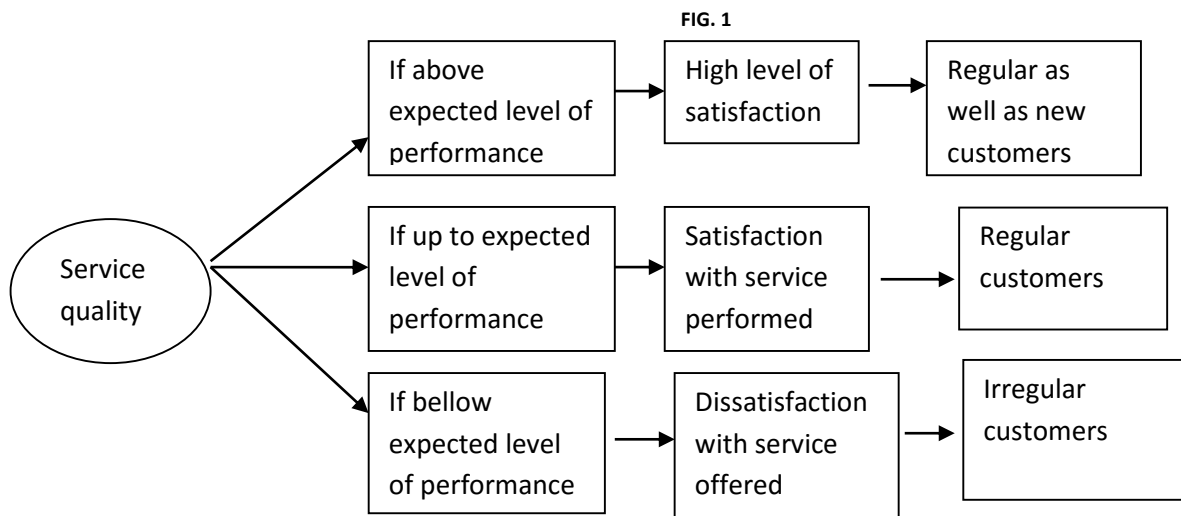 FIG. 1
If above
expected level of
performance
High level of
satisfaction
Regular as
well as new
customers
Service
quality
If up to expected
level of
performance
Satisfaction
with service
performed
Regular
customers
If bellow
expected level
of performance
Dissatisfaction
with service
offered
Irregular
customers